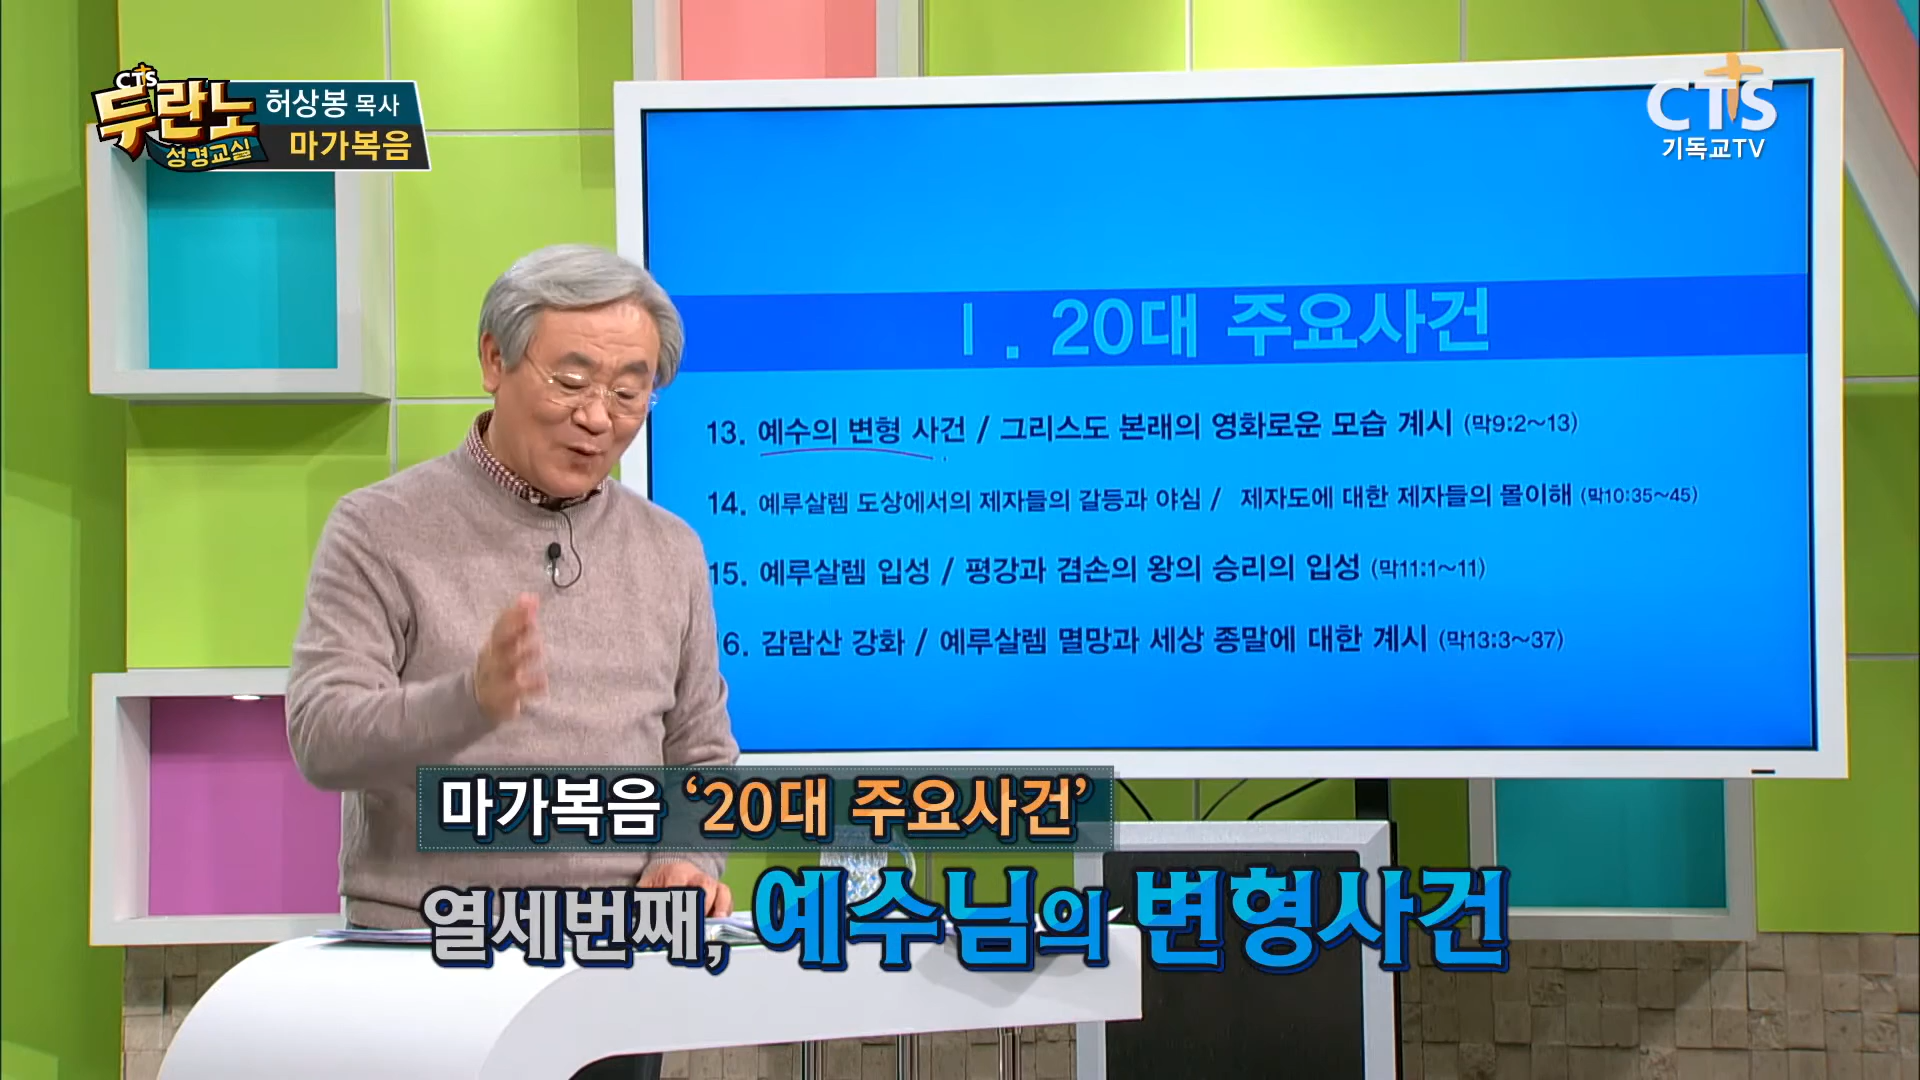 CTS
두란노
성경교실
허상봉 목사
마가복음
CTS
기독교TV
Ⅰ. 20대 주요사건
13. 예수의 변형 사건 / 그리스도 본래의 영화로운 모습 계시 (막9:2~13)
14. 예루살렘 도상에서의 제자들의 갈등과 야심 / 제자도에 대한 제자들의 몰이해 (막10:35~45)
15. 예루살렘 입성 / 평강과 겸손의 왕의 승리의 입성 (막11:1~11)
6. 감람산 강화 / 예루살렘 멸망과 세상 종말에 대한 계시 (막13:3~37)
마가복음 ‘20대 주요사건’
열세번째, 예수님의 변형사건